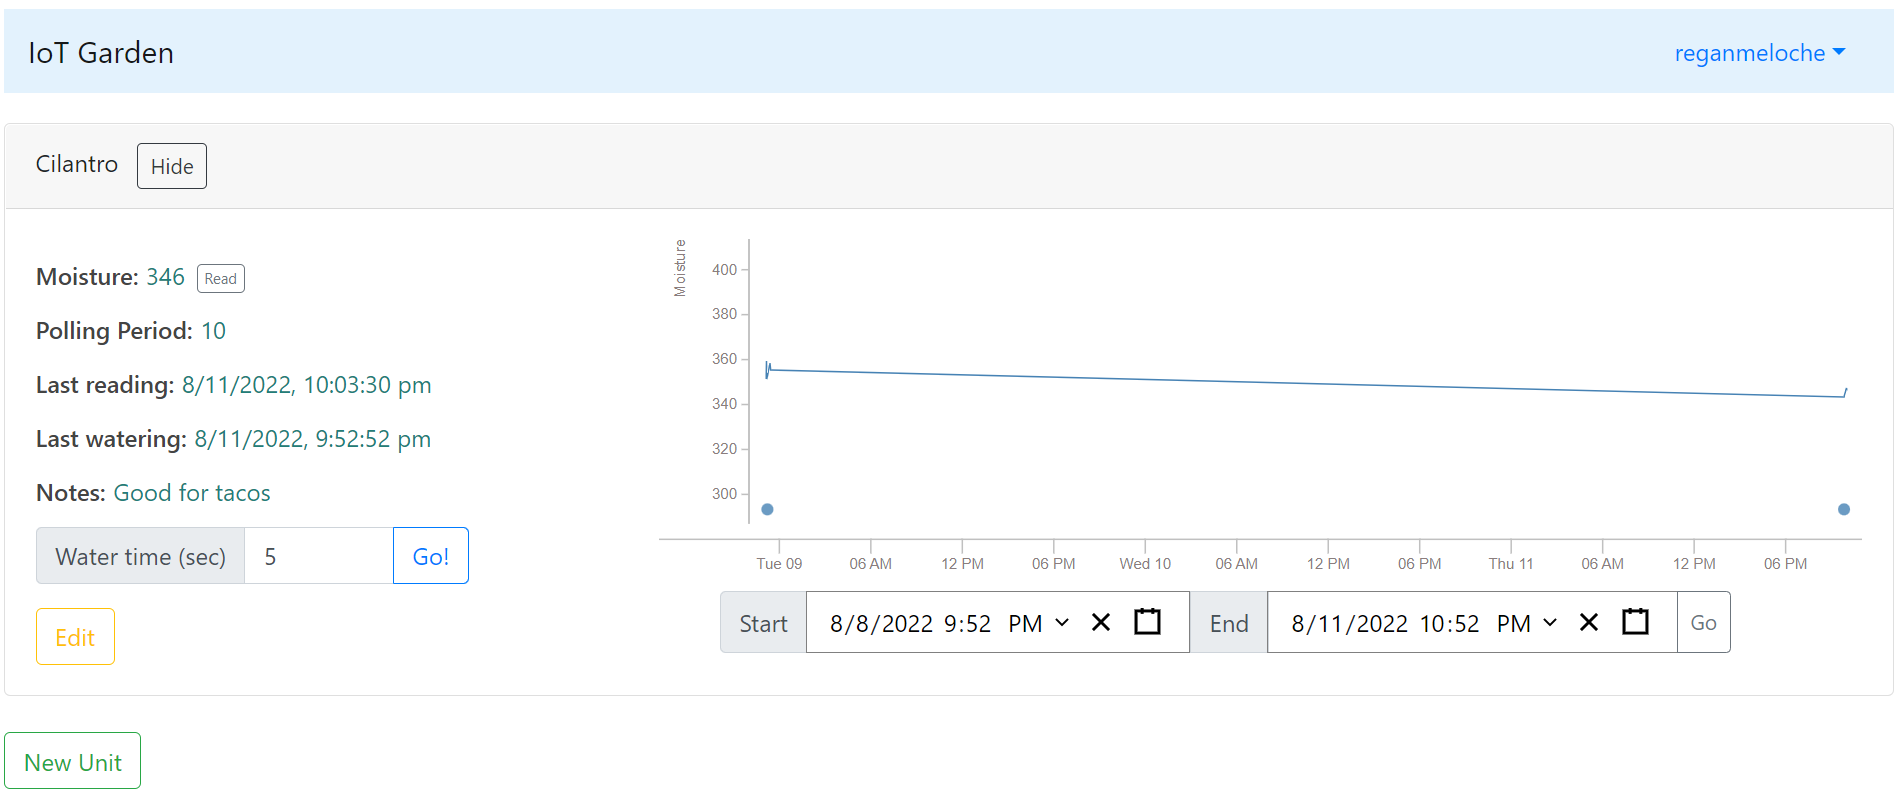 IoT Garden
reganmeloche
Cilantro
Hide
Moisture: 346 Read
Polling Period: 10
Last reading: 8/11/2022, 10:03:30 pm
Last watering: 8/11/2022, 9:52:52 pm
Notes: Good for tacos
Water time (sec) 5 Go!
Edit
Moisture
400
380
360
340
320
300
Tue 09 06 AM 12 PM 06 PM Wed 10 06 AM 12 PM 06 PM Thu 11 06 AM 12 PM 06 PM
Start 8/8/2022 9:52 PM End 8/11/2022 10:52 PM Go
New Unit